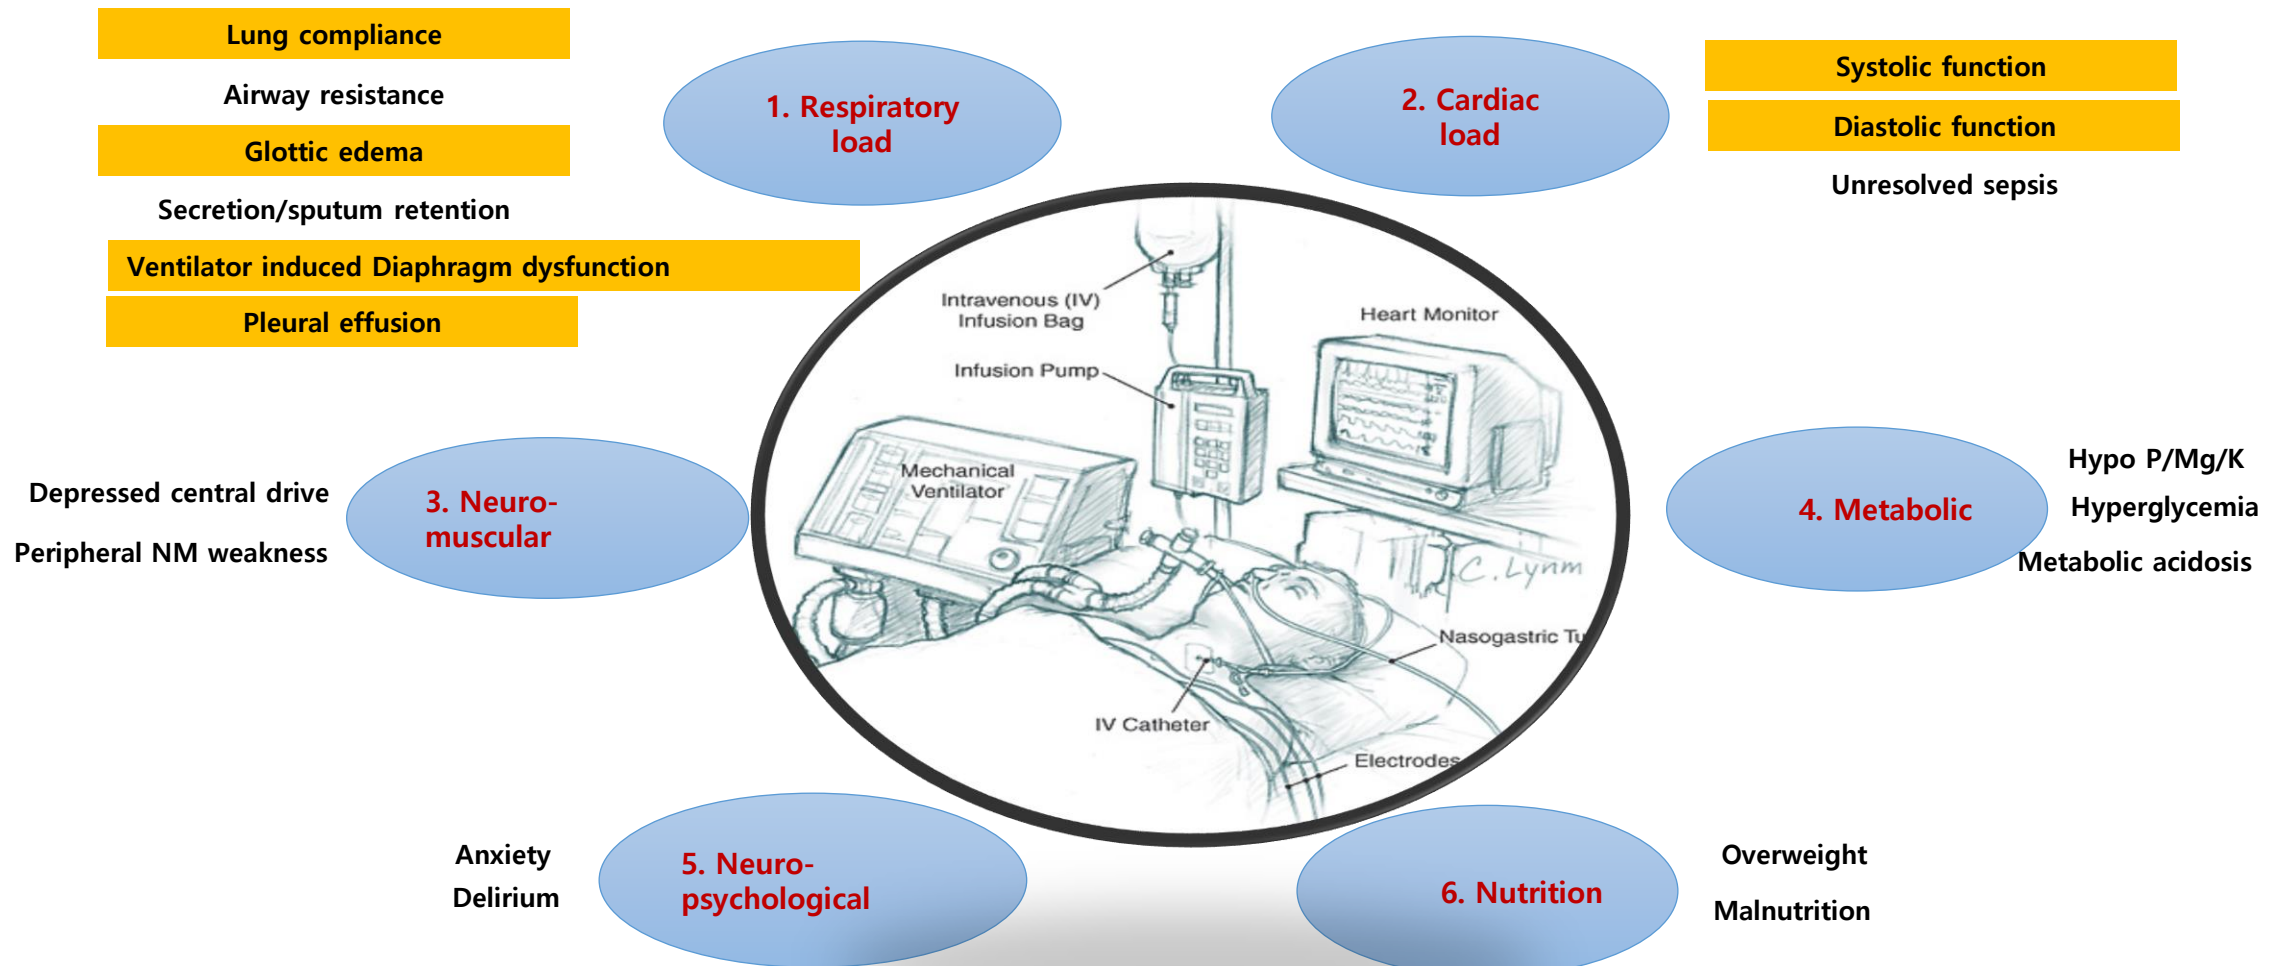 Lung compliance
Airway resistance
Glottic edema
Secretion/sputum retention
Ventilator induced Diaphragm dysfunction
Pleural effusion
1. Respiratory
load
2. Cardiac
load
Systolic function
Diastolic function
Unresolved sepsis
Intravenous (IV)
Infusion Bag
Infusion Pump
Heart Monitor
Mechanical
Ventilator
C. Lynm
Nasogastric Tu
IV Catheter
Electrodes
Depressed central drive
Peripheral NM weakness
3. Neuro-
muscular
4. Metabolic
Hypo P/Mg/K
Hyperglycemia
Metabolic acidosis
Anxiety
Delirium
5. Neuro-
psychological
6. Nutrition
Overweight
Malnutrition